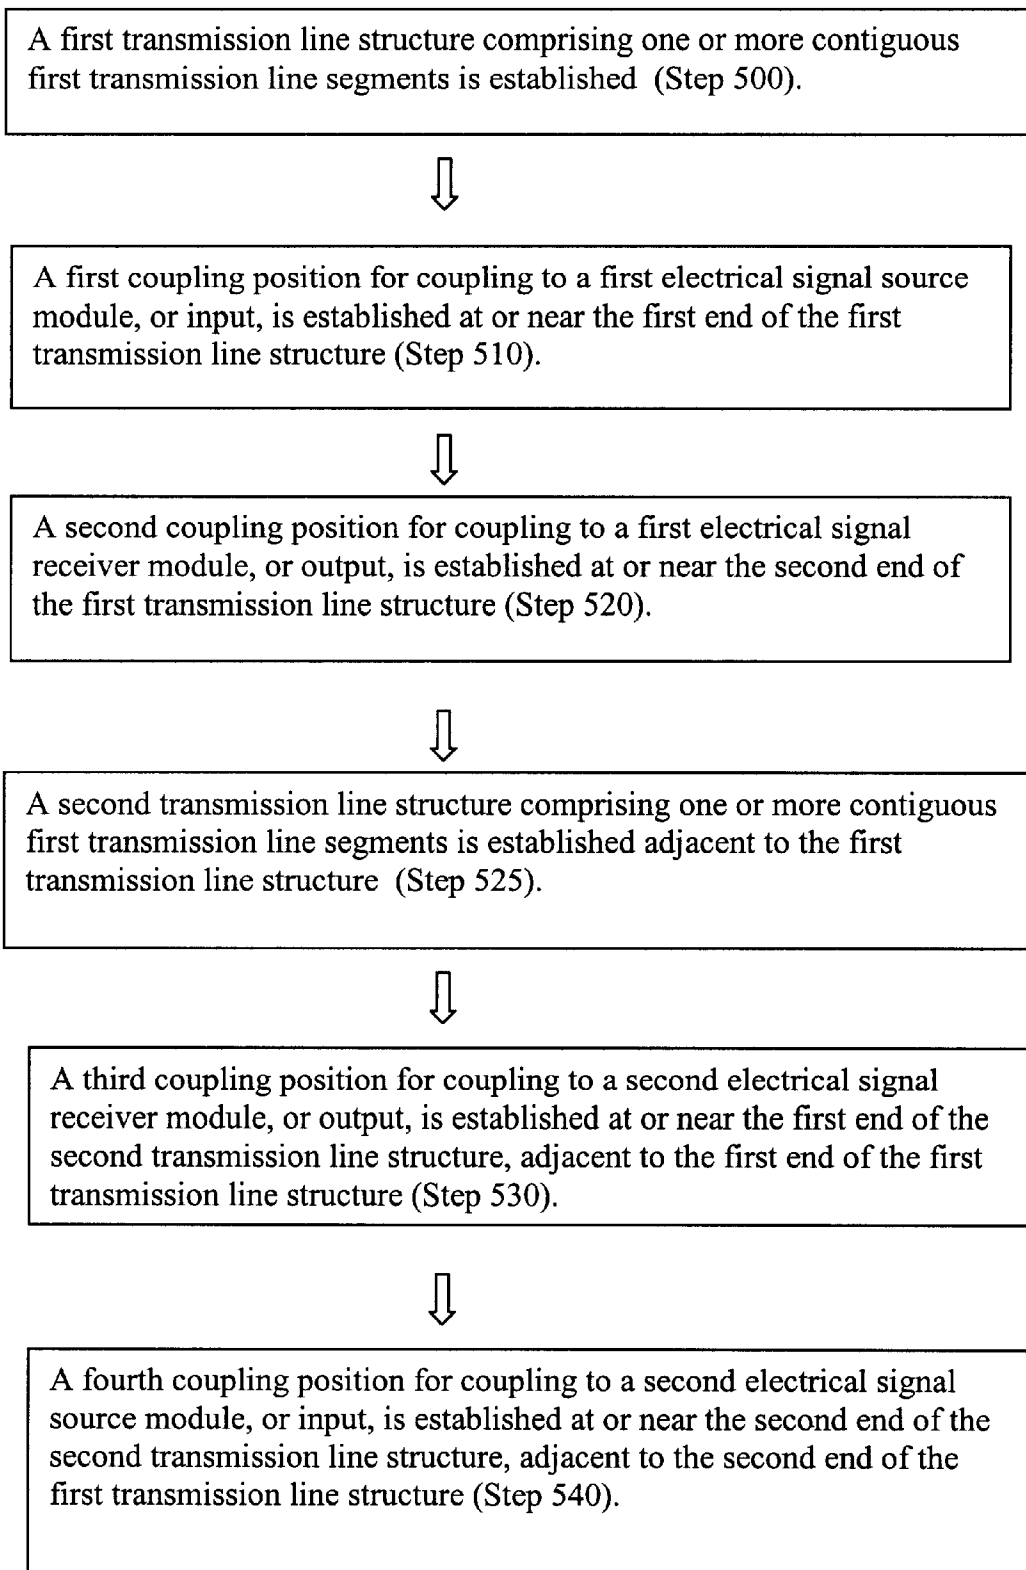 A first transmission line structure comprising one or more contiguous
first transmission line segments is established (Step 500).
A first coupling position for coupling to a first electrical signal source
module, or input, is established at or near the first end of the first
transmission line structure (Step 510).
A second coupling position for coupling to a first electrical signal
receiver module, or output, is established at or near the second end of
the first transmission line structure (Step 520).
A second transmission line structure comprising one or more contiguous
first transmission line segments is established adjacent to the first
transmission line structure (Step 525).
A third coupling position for coupling to a second electrical signal
receiver module, or output, is established at or near the first end of the
second transmission line structure, adjacent to the first end of the first
transmission line structure (Step 530).
A fourth coupling position for coupling to a second electrical signal
source module, or input, is established at or near the second end of the
second transmission line structure, adjacent to the second end of the
first transmission line structure (Step 540).